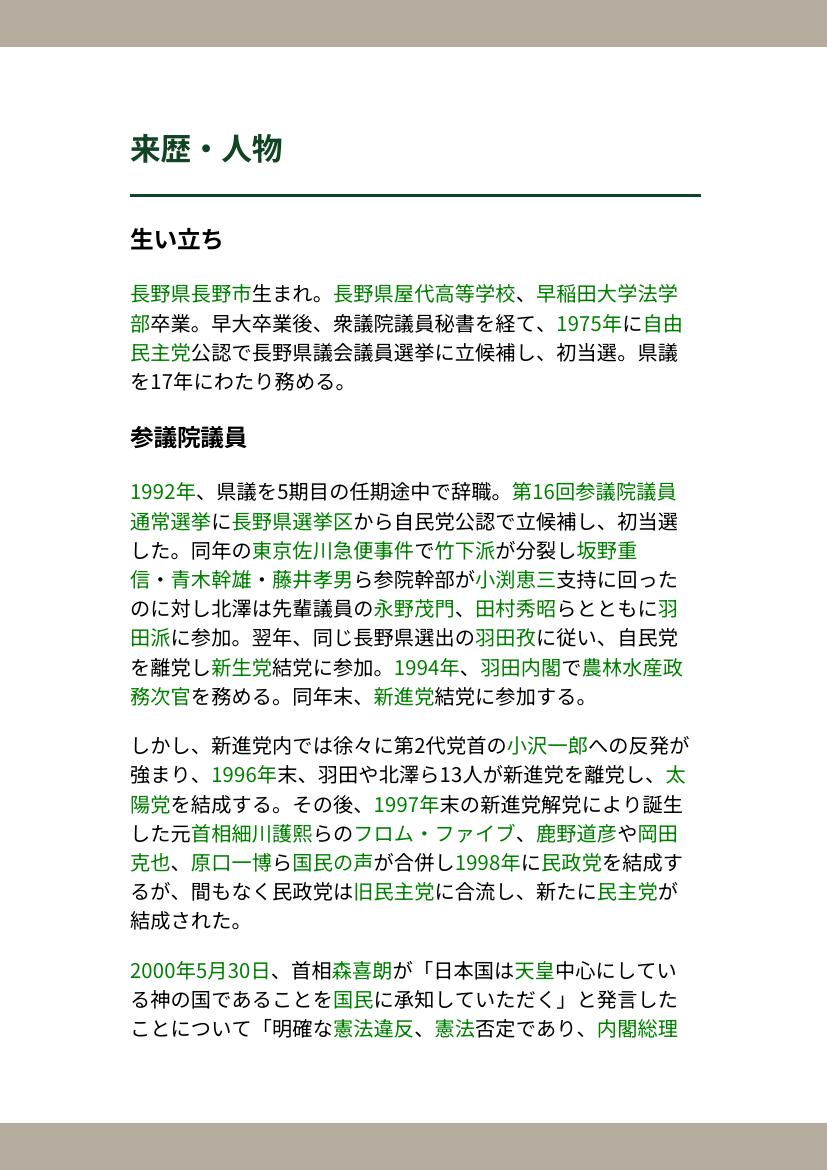 来歴・人物
生い立ち
長野県長野市生まれ。長野県屋代高等学校、早稲田大学法学
部卒業。早大卒業後、衆議院議員秘書を経て、1975年に自由
民主党公認で長野県議会議員選挙に立候補し、初当選。県議
を17年にわたり務める。
参議院議員
1992年、県議を5期目の任期途中で辞職。第16回参議院議員
通常選挙に長野県選挙区から自民党公認で立候補し、初当選
した。同年の東京佐川急便事件で竹下派が分裂し坂野重
信・青木幹雄・藤井孝男ら参院幹部が小渕恵三支持に回った
のに対し北澤は先輩議員の永野茂門、田村秀昭らとともに羽
田派に参加。翌年、同じ長野県選出の羽田孜に従い、自民党
を離党し新生党結党に参加。1994年、羽田内閣で農林水産政
務次官を務める。同年末、新進党結党に参加する。
しかし、新進党内では徐々に第2代党首の小沢一郎への反発が
強まり、1996年末、羽田や北澤ら13人が新進党を離党し、太
陽党を結成する。その後、1997年末の新進党解党により誕生
した元首相細川護熙らのフロム・ファイブ、鹿野道彦や岡田
克也、原口一博ら国民の声が合併し1998年に民政党を結成す
るが、間もなく民政党は旧民主党に合流し、新たに民主党が
結成された。
2000年5月30日、首相森喜朗が「日本国は天皇中心にしてい
る神の国であることを国民に承知していただく」と発言した
ことについて「明確な憲法違反、憲法否定であり、内閣総理